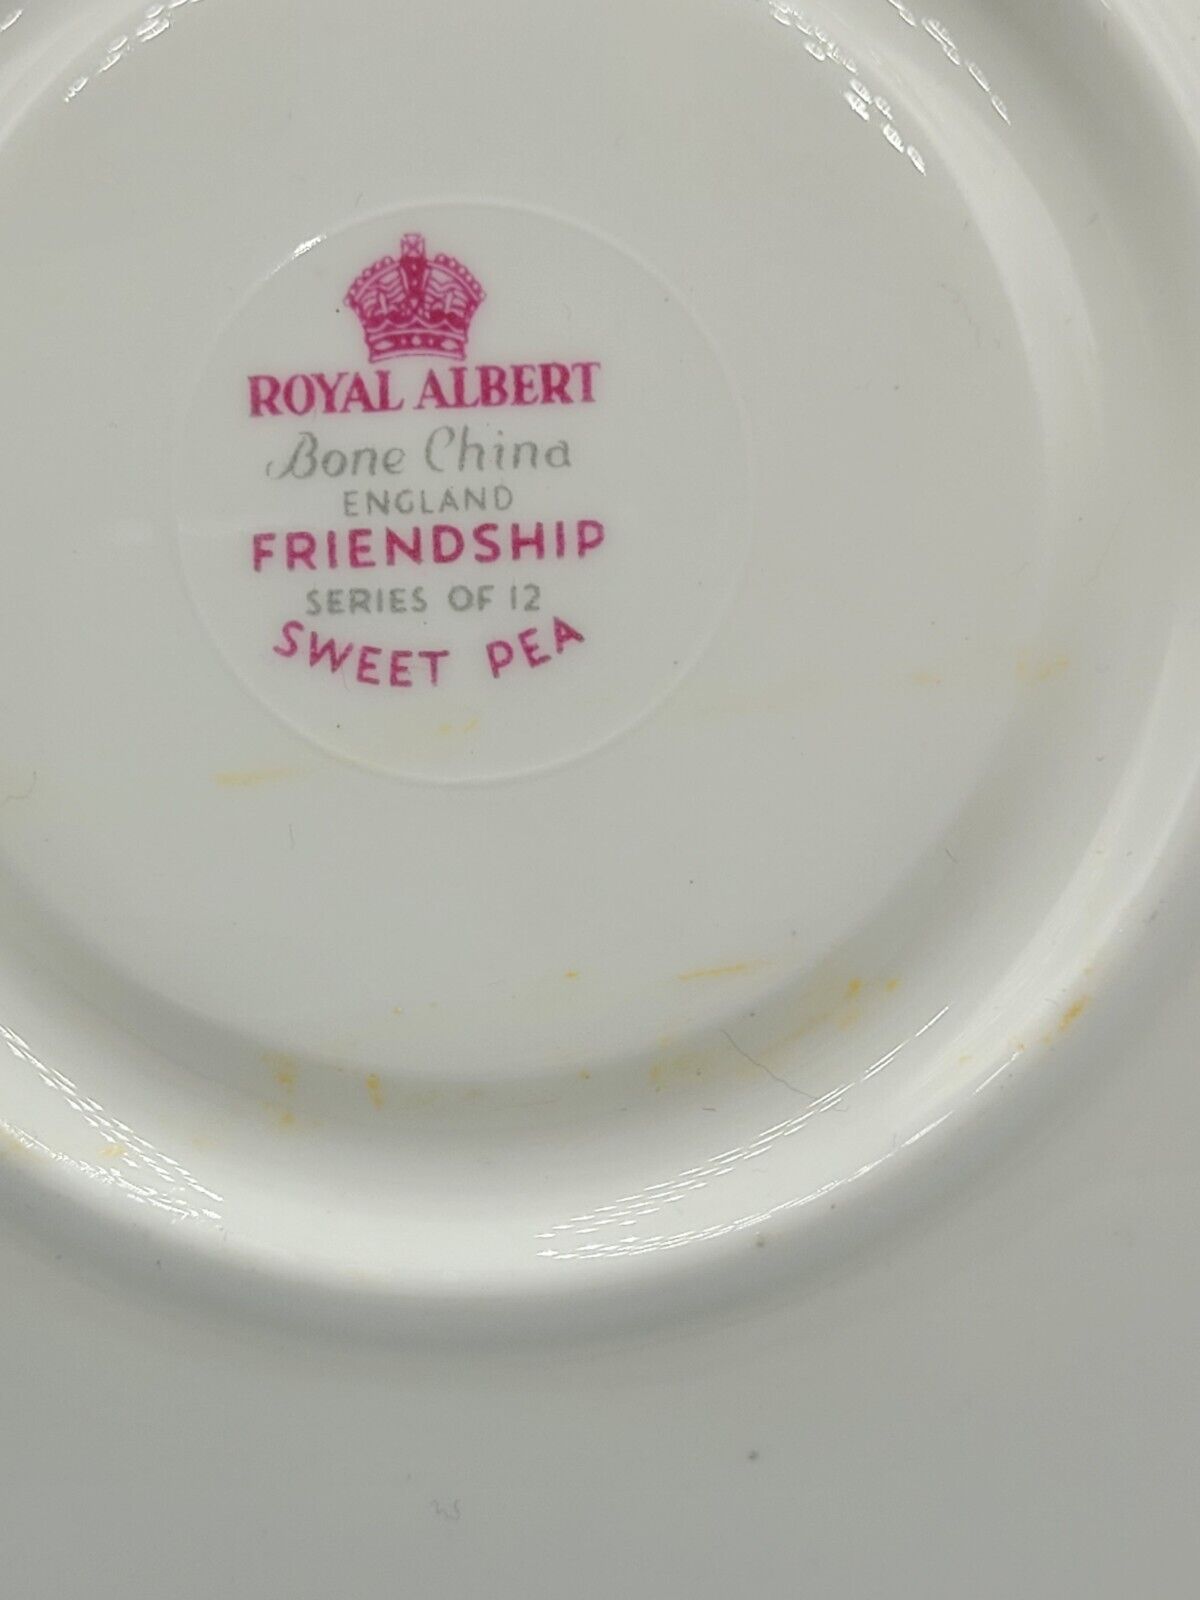 ROYAL ALBERT
Bone China
ENGLAND
FRIENDSHIP
SERIES OF 12
SWEET PEA